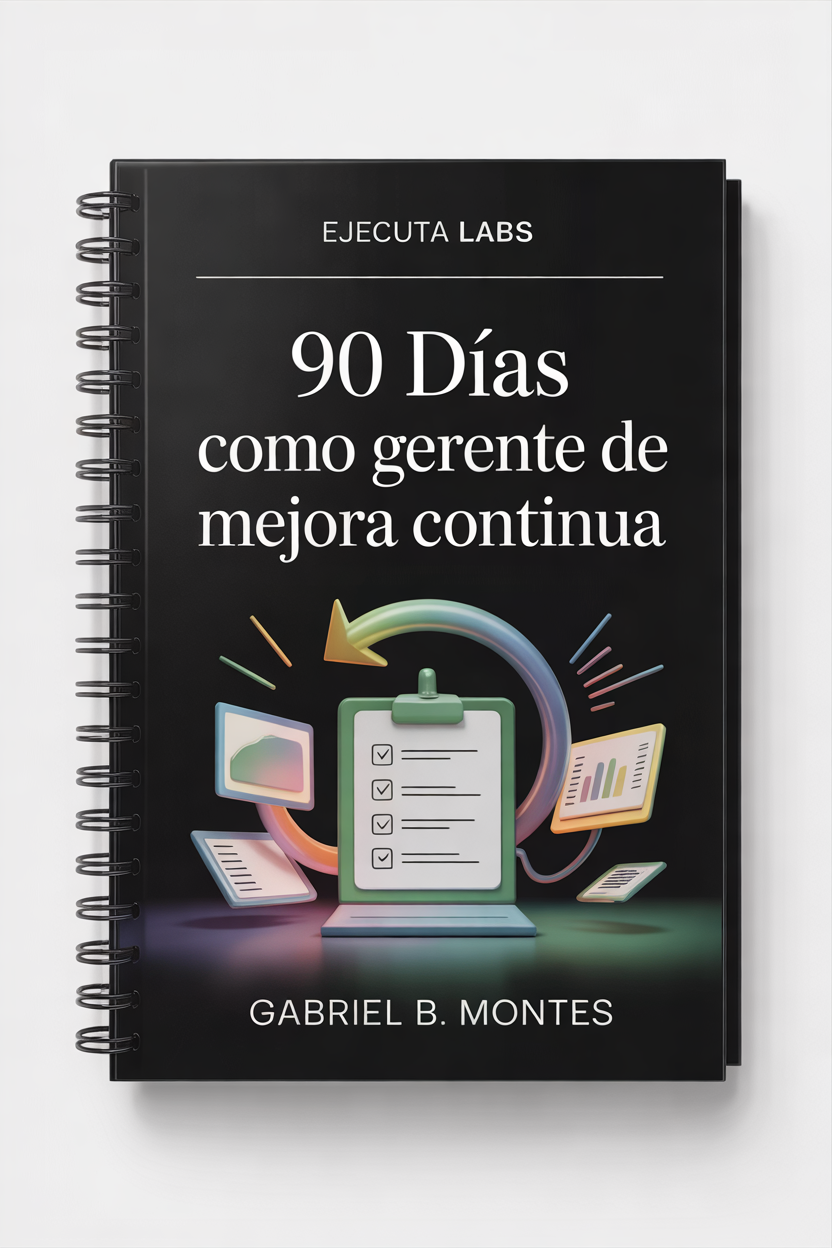 EJECUTA LABS
90 Días
como gerente de
mejora continua
GABRIEL B. MONTES